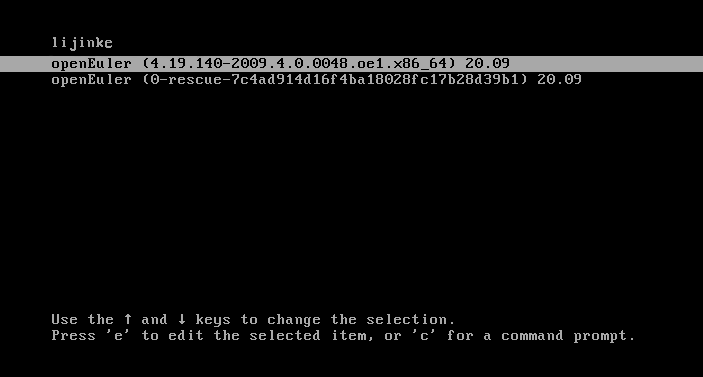 lijinke
openEuler (4.19.140-2009.4.0.0048.oe1.x86_64) 20.09
openEuler (0-rescue-7c4ad914d16f4ba18028fc17b28d39b1) 20.09
Use the ↑ and ↓ keys to change the selection.
Press 'e' to edit the selected item, or 'c' for a command prompt.